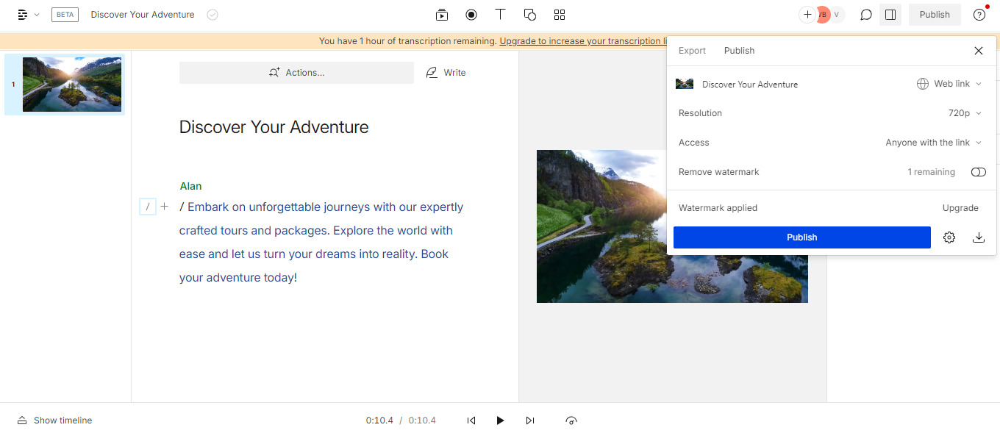 BETA
Discover Your Adventure
VB
V
Publish
You have 1 hour of transcription remaining. Upgrade to increase your transcription li
Export
Publish
1
Actions...
Write
Discover Your Adventure
Web link
Resolution
720p
Access
Anyone with the link
Remove watermark
1 remaining
Watermark applied
Upgrade
Publish
Discover Your Adventure
Alan
/
/ Embark on unforgettable journeys with our expertly
crafted tours and packages. Explore the world with
ease and let us turn your dreams into reality. Book
your adventure today!
Show timeline
0:10.4 / 0:10.4